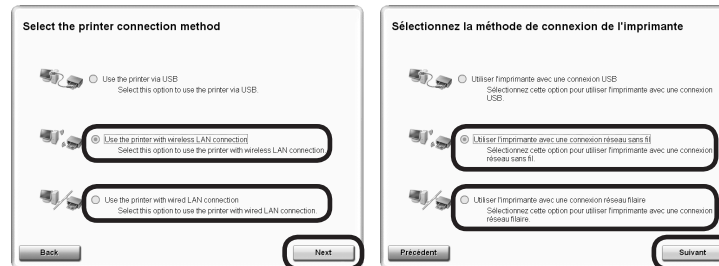 Select the printer connection method
Use the printer via USB
Select this option to use the printer via USB.
Use the printer with wireless LAN connection
Select this option to use the printer with wireless LAN connection.
Use the printer with wired LAN connection
Select this option to use the printer with wired LAN connection.
Back
Next
Sélectionnez la méthode de connexion de l'imprimante
Utiliser l'imprimante avec une connexion USB
Sélectionnez cette option pour utiliser l'imprimante avec une connexion
USB.
Utiliser l'imprimante avec une connexion réseau sans fil
Sélectionnez cette option pour utiliser l'imprimante avec une connexion
réseau sans fil.
Utiliser l'imprimante avec une connexion réseau filaire
Sélectionnez cette option pour utiliser l'imprimante avec une connexion
réseau filaire.
Précédent
Suivant